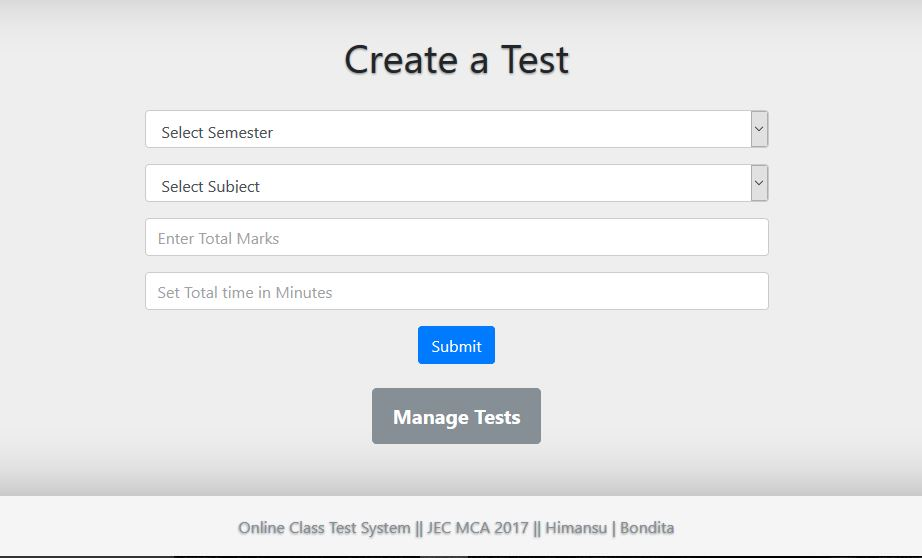 Create a Test
Select Semester
Select Subject
Enter Total Marks
Set Total time in Minutes
Submit
Manage Tests
Online Class Test System || JEC MCA 2017 || Himansu | Bondita